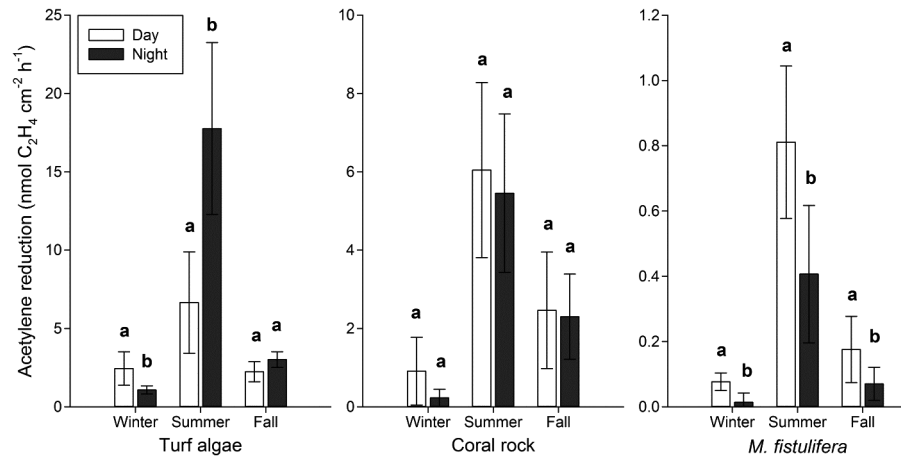 Acetylene reduction (nmol C₂H₄ cm⁻² h⁻¹)
Day
Night
25
20
15
10
5
0
a
b
a
b
a
a
Winter
Summer
Fall
Turf algae
10
8
6
4
2
0
a
a
a
a
a
a
Winter
Summer
Fall
Coral rock
1.2
1.0
0.8
0.6
0.4
0.2
0.0
a
b
a
b
a
b
Winter
Summer
Fall
M. fistulifera